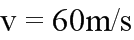 v = 60m/s